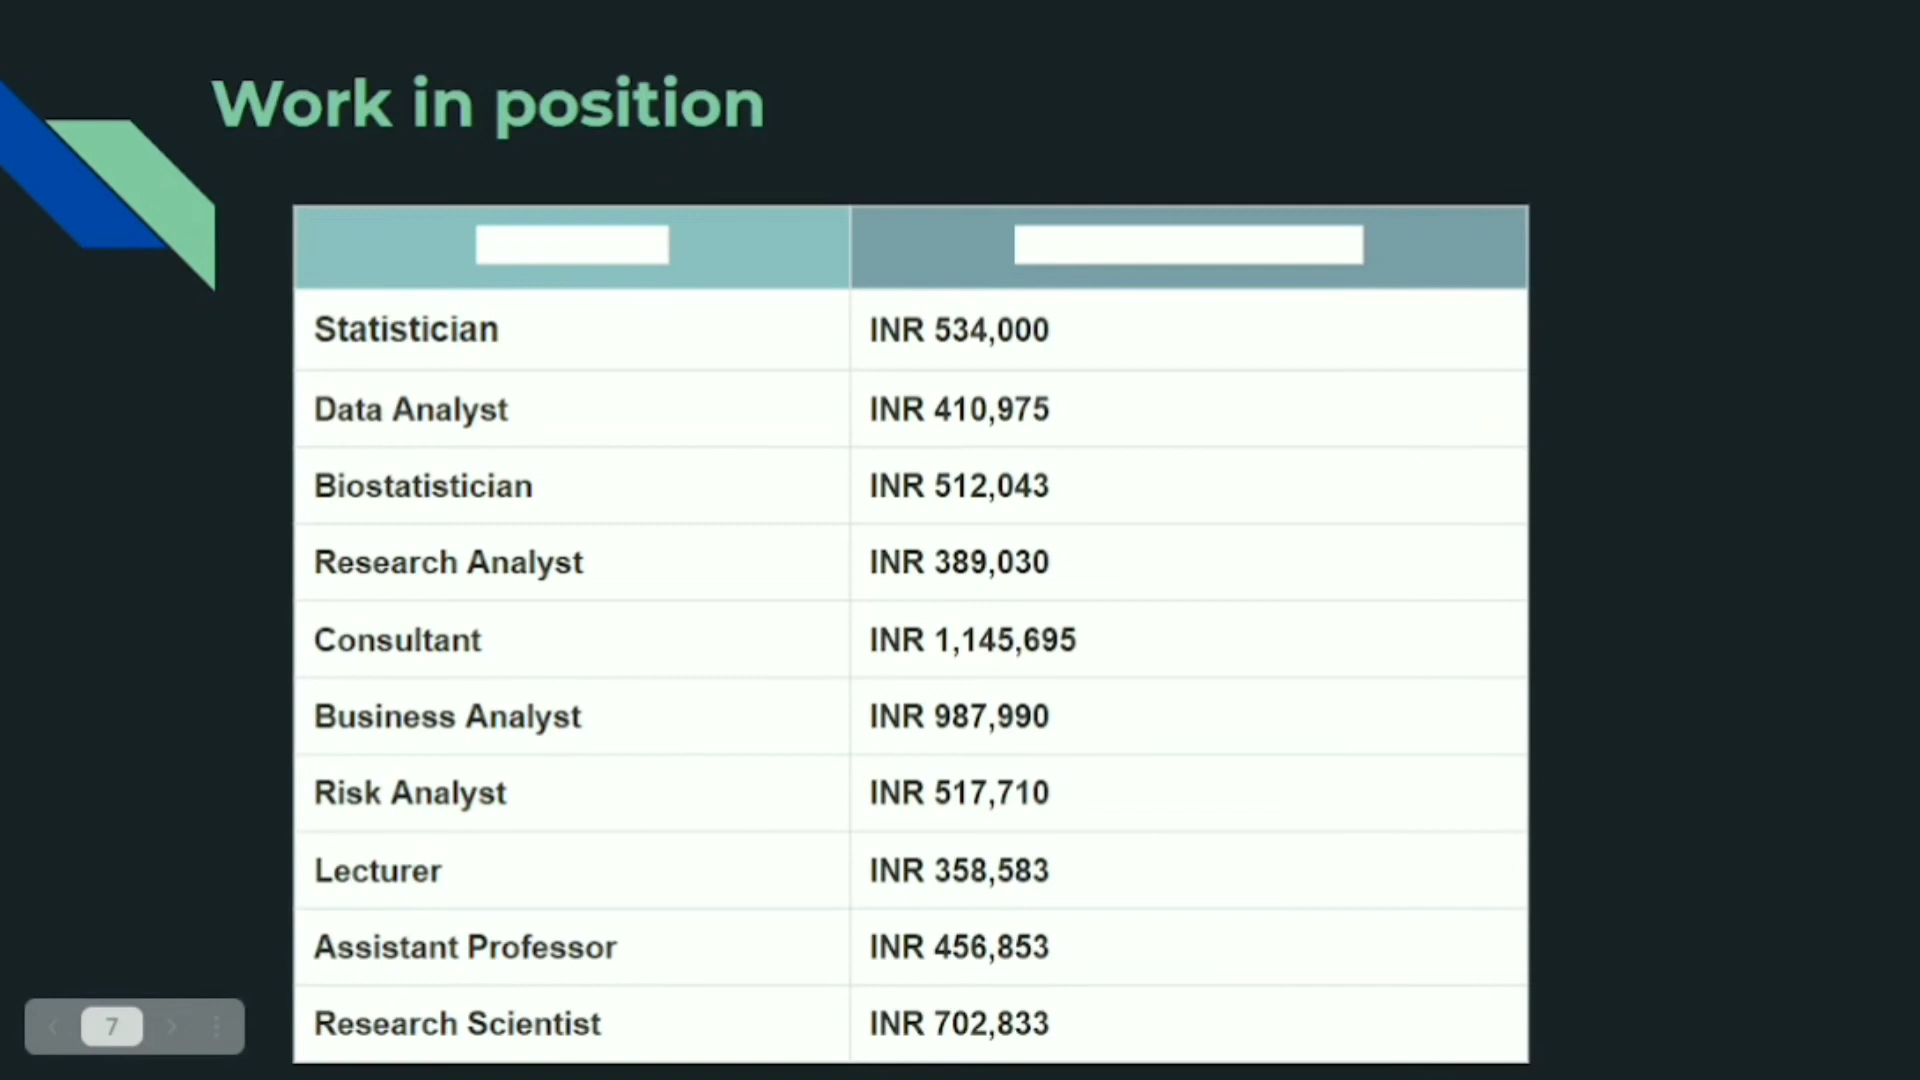 Work in position
Statistician INR 534,000
Data Analyst INR 410,975
Biostatistician INR 512,043
Research Analyst INR 389,030
Consultant INR 1,145,695
Business Analyst INR 987,990
Risk Analyst INR 517,710
Lecturer INR 358,583
Assistant Professor INR 456,853
Research Scientist INR 702,833
7